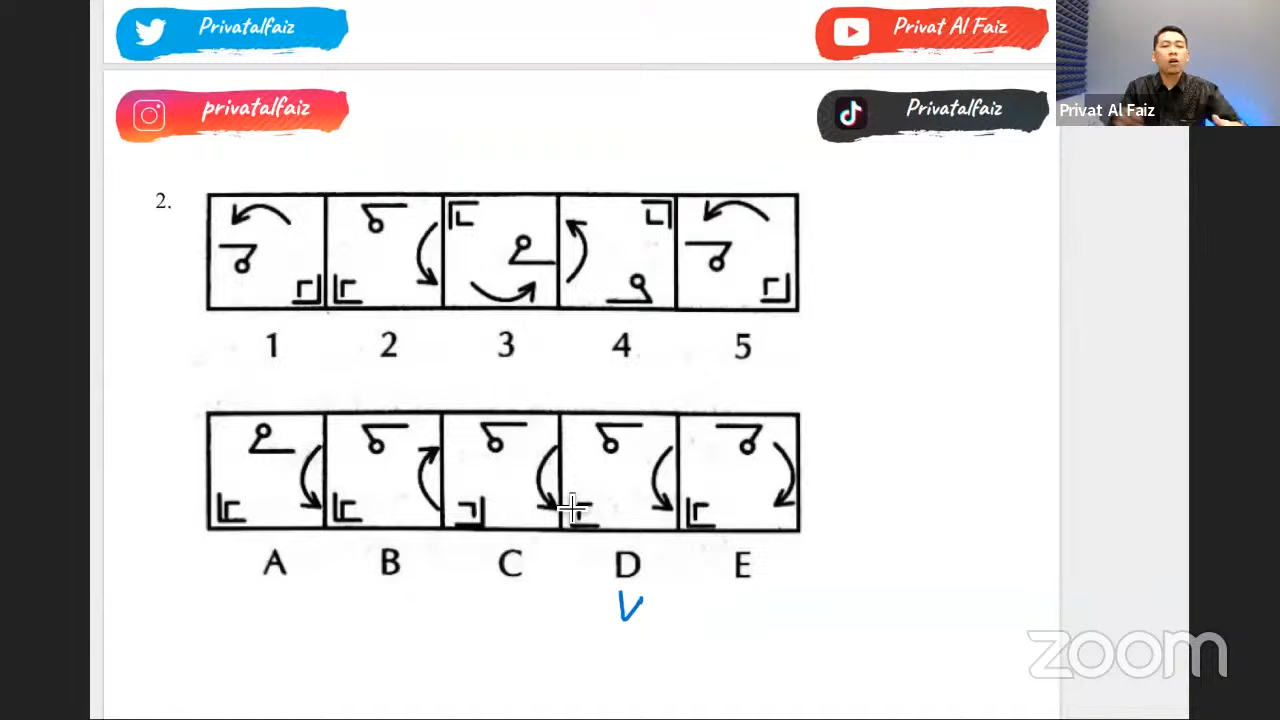 Privatalfaiz
Privat Al Faiz
privatalfaiz
Privatalfaiz
Privat Al Faiz
2.
1 2 3 4 5
A B C D E
V
zoom